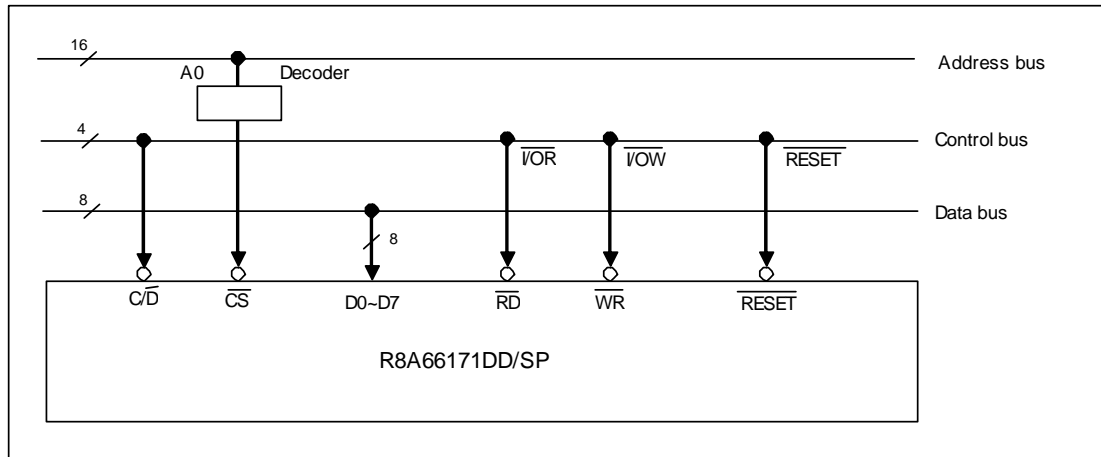 16
Address bus
A0 Decoder
4
Control bus
I/OR I/OW RESET
8
Data bus
8
C/D CS D0~D7 RD WR RESET
R8A66171DD/SP